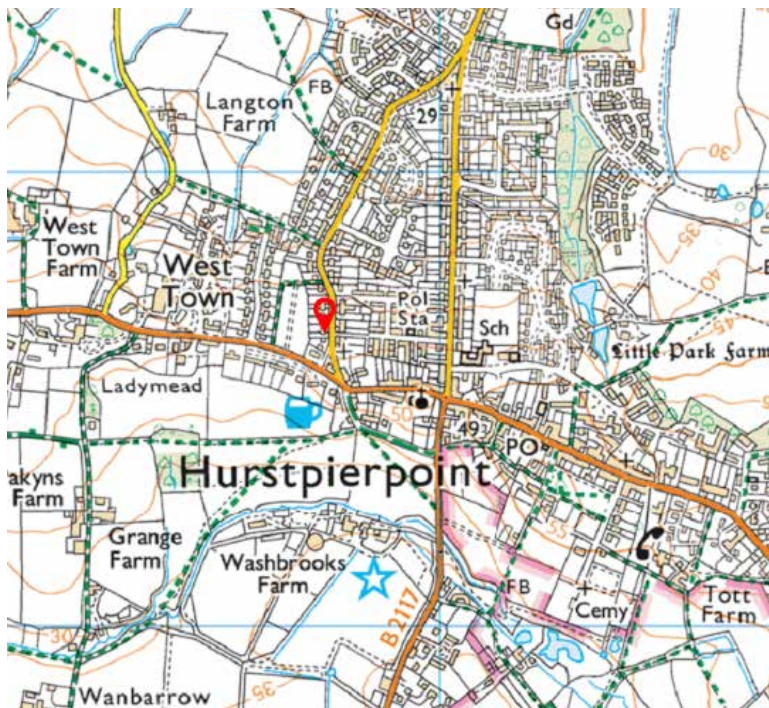 Gd
FB
29
Langton
Farm
30
35
40
45
West
Town
Farm
West
Town
Pol
Sta
Sch
Little Park Farm
Ladymead
50
49
PO
Hurstpierpoint
akyns
Farm
Grange
Farm
Washbrooks
Farm
55
FB
Cemy
Tott
Farm
B 2117
30
35
Wanbarrow